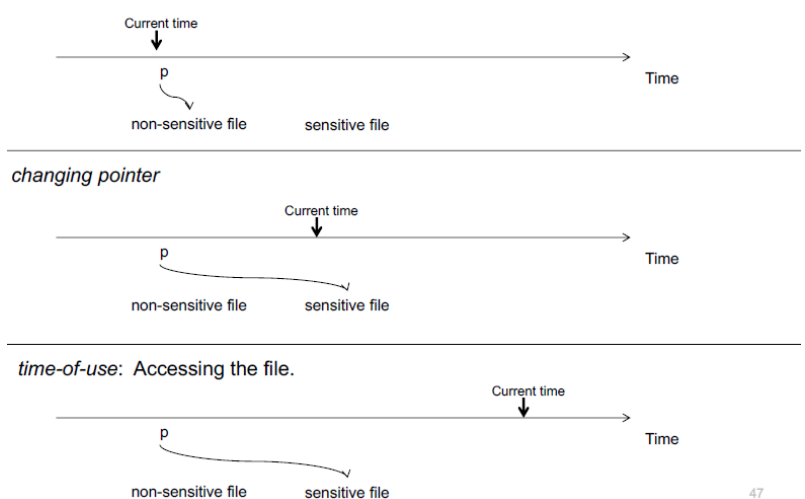 Current time
p
Time
non-sensitive file sensitive file
changing pointer
Current time
p
Time
non-sensitive file sensitive file
time-of-use: Accessing the file.
Current time
p
Time
non-sensitive file sensitive file
47